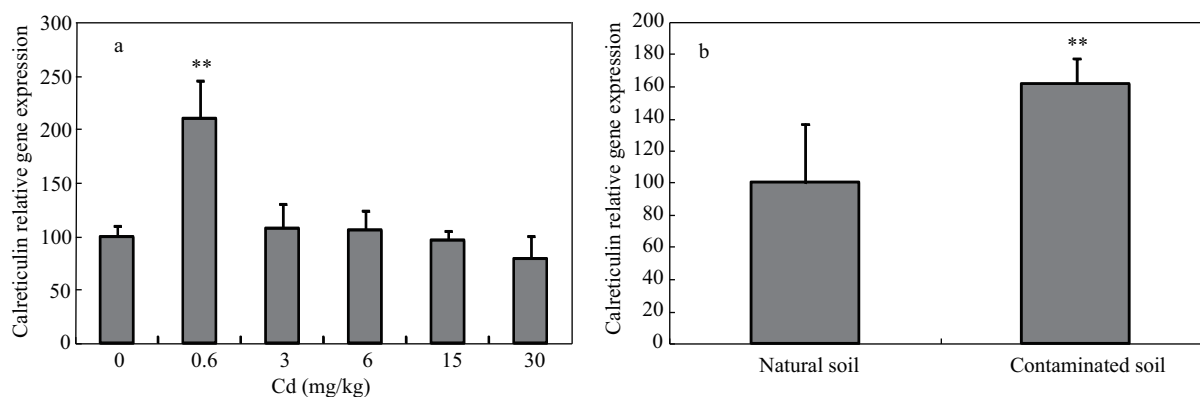 Calreticulin relative gene expression
300
250
200
150
100
50
0
a
**
0 0.6 3 6 15 30
Cd (mg/kg)
Calreticulin relative gene expression
200
180
160
140
120
100
80
60
40
20
0
b
**
Natural soil Contaminated soil